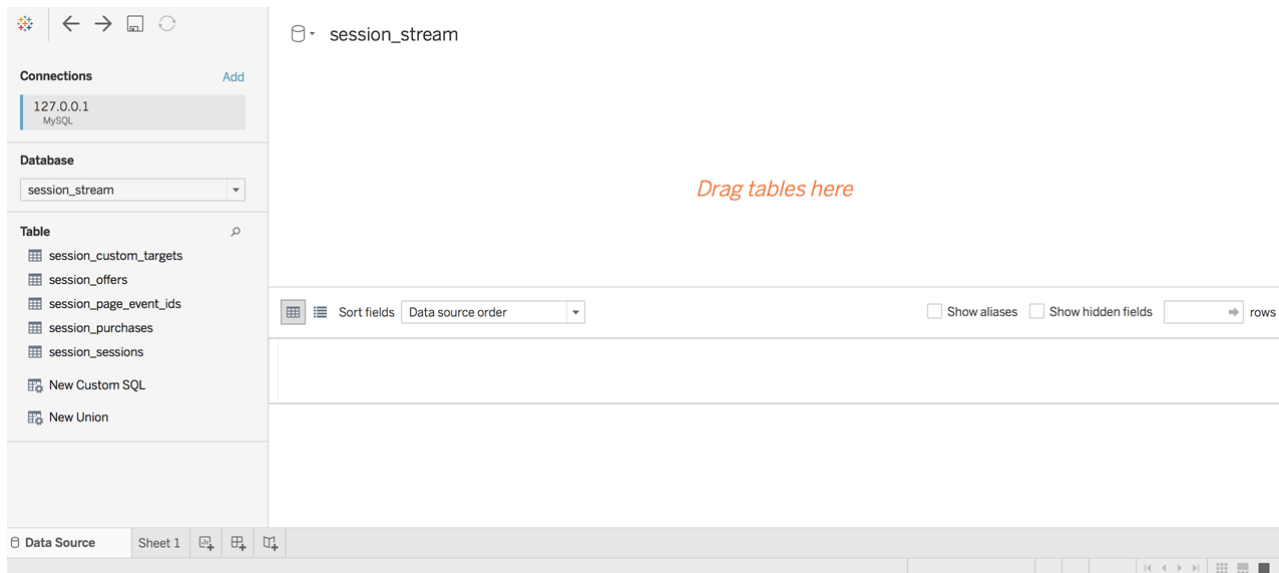 session_stream
Connections Add
127.0.0.1
MySQL
Database
session_stream
Drag tables here
Table
session_custom_targets
session_offers
session_page_event_ids
session_purchases
session_sessions
New Custom SQL
New Union
Sort fields Data source order Show aliases Show hidden fields rows
Data Source Sheet 1